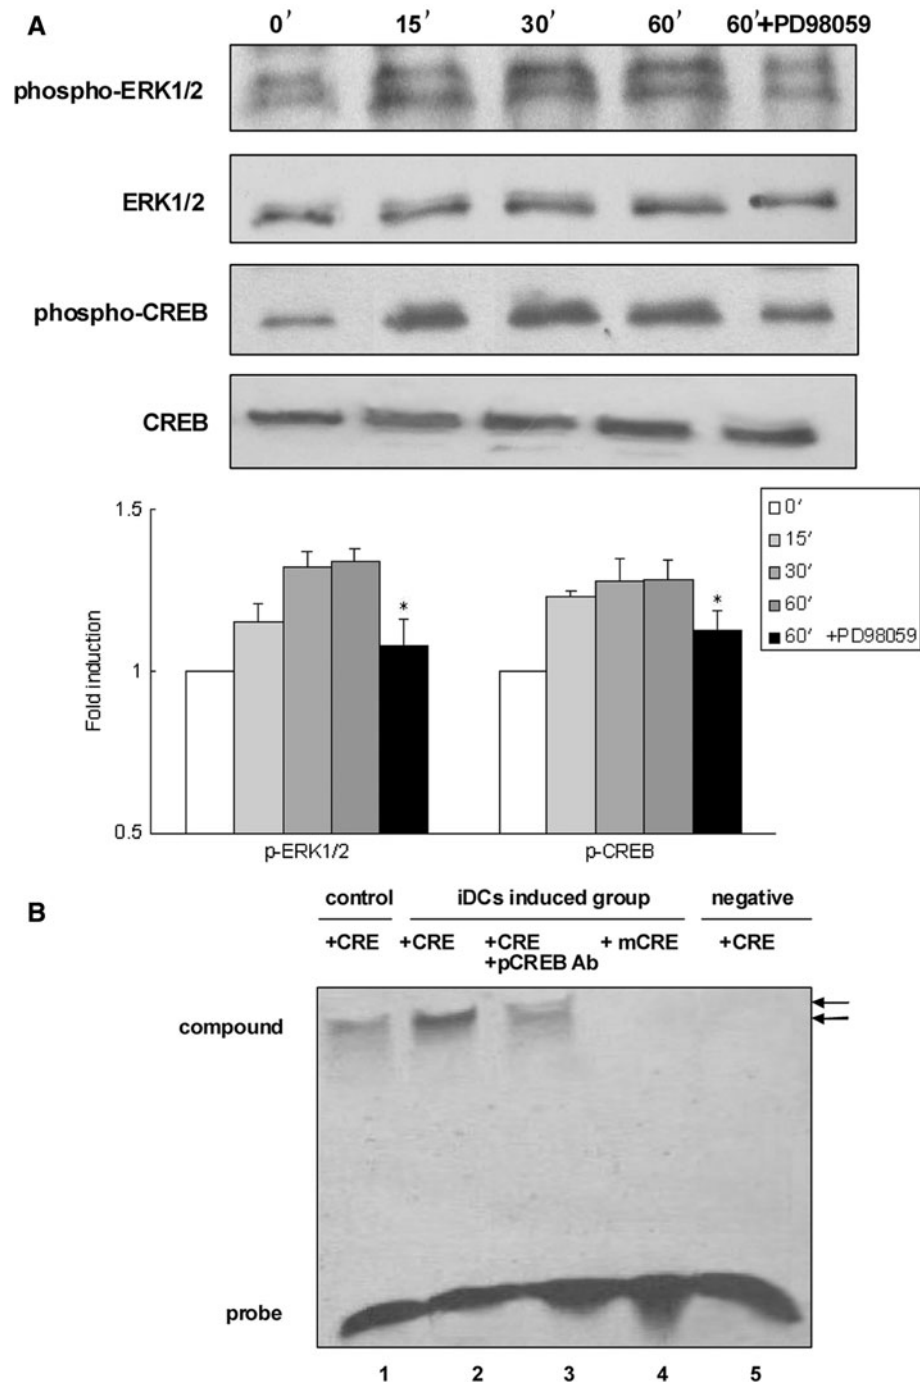 A
0′ 15′ 30′ 60′ 60′+PD98059
phospho-ERK1/2
ERK1/2
phospho-CREB
CREB
1.5
1
0.5
Fold induction
* *
p-ERK1/2 p-CREB
0′
15′
30′
60′
60′ +PD98059
B
control iDCs induced group negative
+CRE +CRE +CRE + mCRE +CRE
+pCREB Ab
compound
probe
1 2 3 4 5